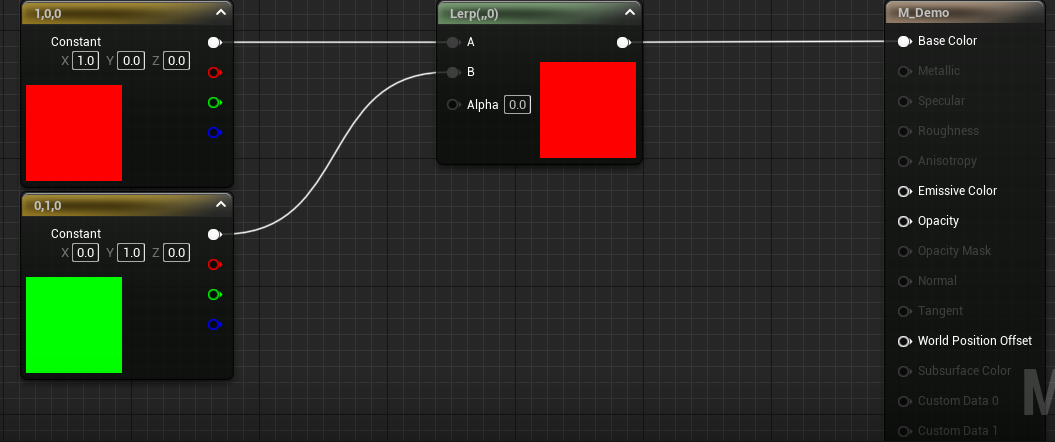 1,0,0
Constant
X 1.0 Y 0.0 Z 0.0
0,1,0
Constant
X 0.0 Y 1.0 Z 0.0
Lerp(,,0)
A
B
Alpha 0.0
M_Demo
Base Color
Metallic
Specular
Roughness
Anisotropy
Emissive Color
Opacity
Opacity Mask
Normal
Tangent
World Position Offset
Subsurface Color
Custom Data 0
Custom Data 1
M